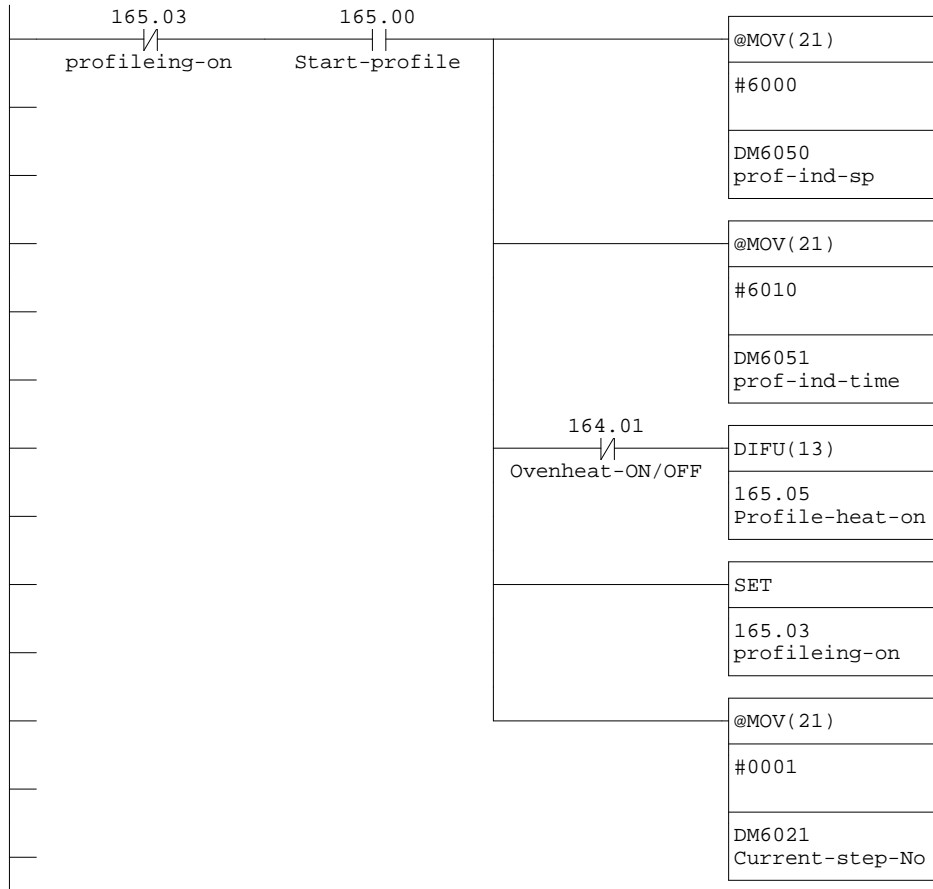 165.03
profileing-on
165.00
Start-profile
@MOV(21)
#6000
DM6050
prof-ind-sp
@MOV(21)
#6010
DM6051
prof-ind-time
164.01
Ovenheat-ON/OFF
DIFU(13)
165.05
Profile-heat-on
SET
165.03
profileing-on
@MOV(21)
#0001
DM6021
Current-step-No